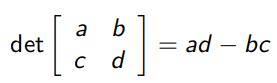 det [ a b
c d ] = ad − bc